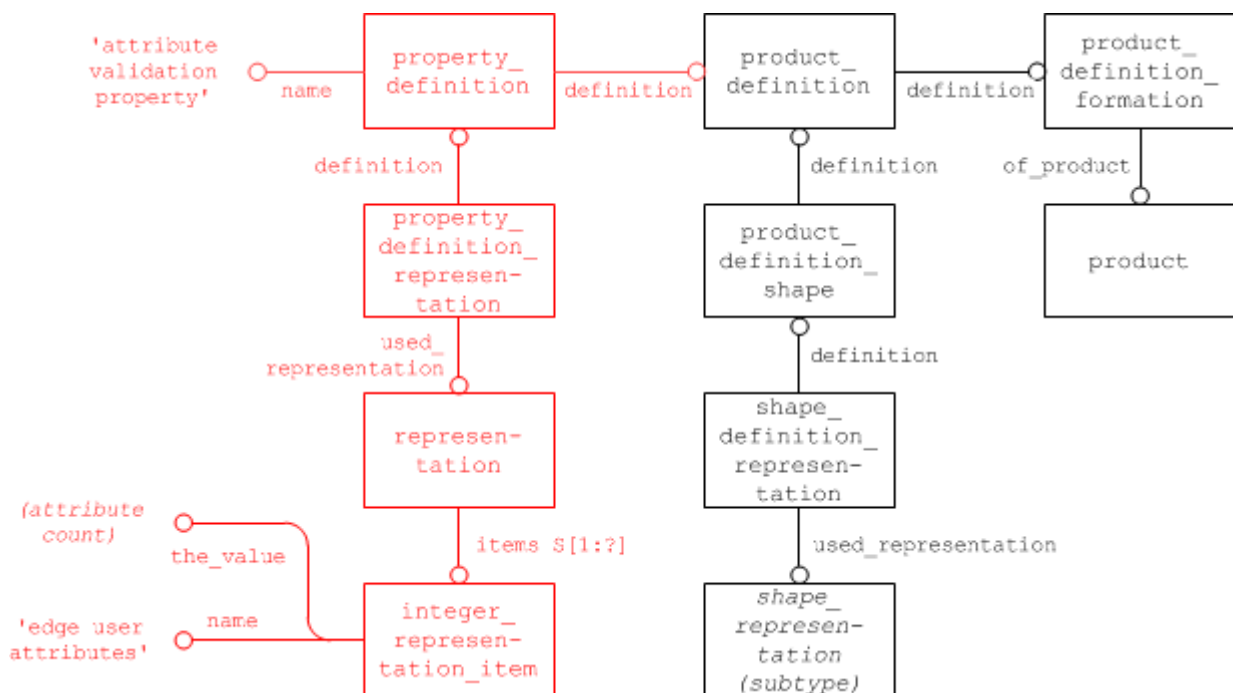 'attribute
validation
property'
name
property_
definition
definition
product_
definition
definition
product_
definition_
formation
definition
definition
of_product
property_
definition_
represen-
tation
product_
definition_
shape
product
used_
representation
definition
represen-
tation
shape_
definition_
represen-
tation
(attribute
count)
the_value
items S[1:?]
used_representation
'edge user
attributes'
name
integer_
represen-
tation_item
shape_
represen-
tation
(subtype)